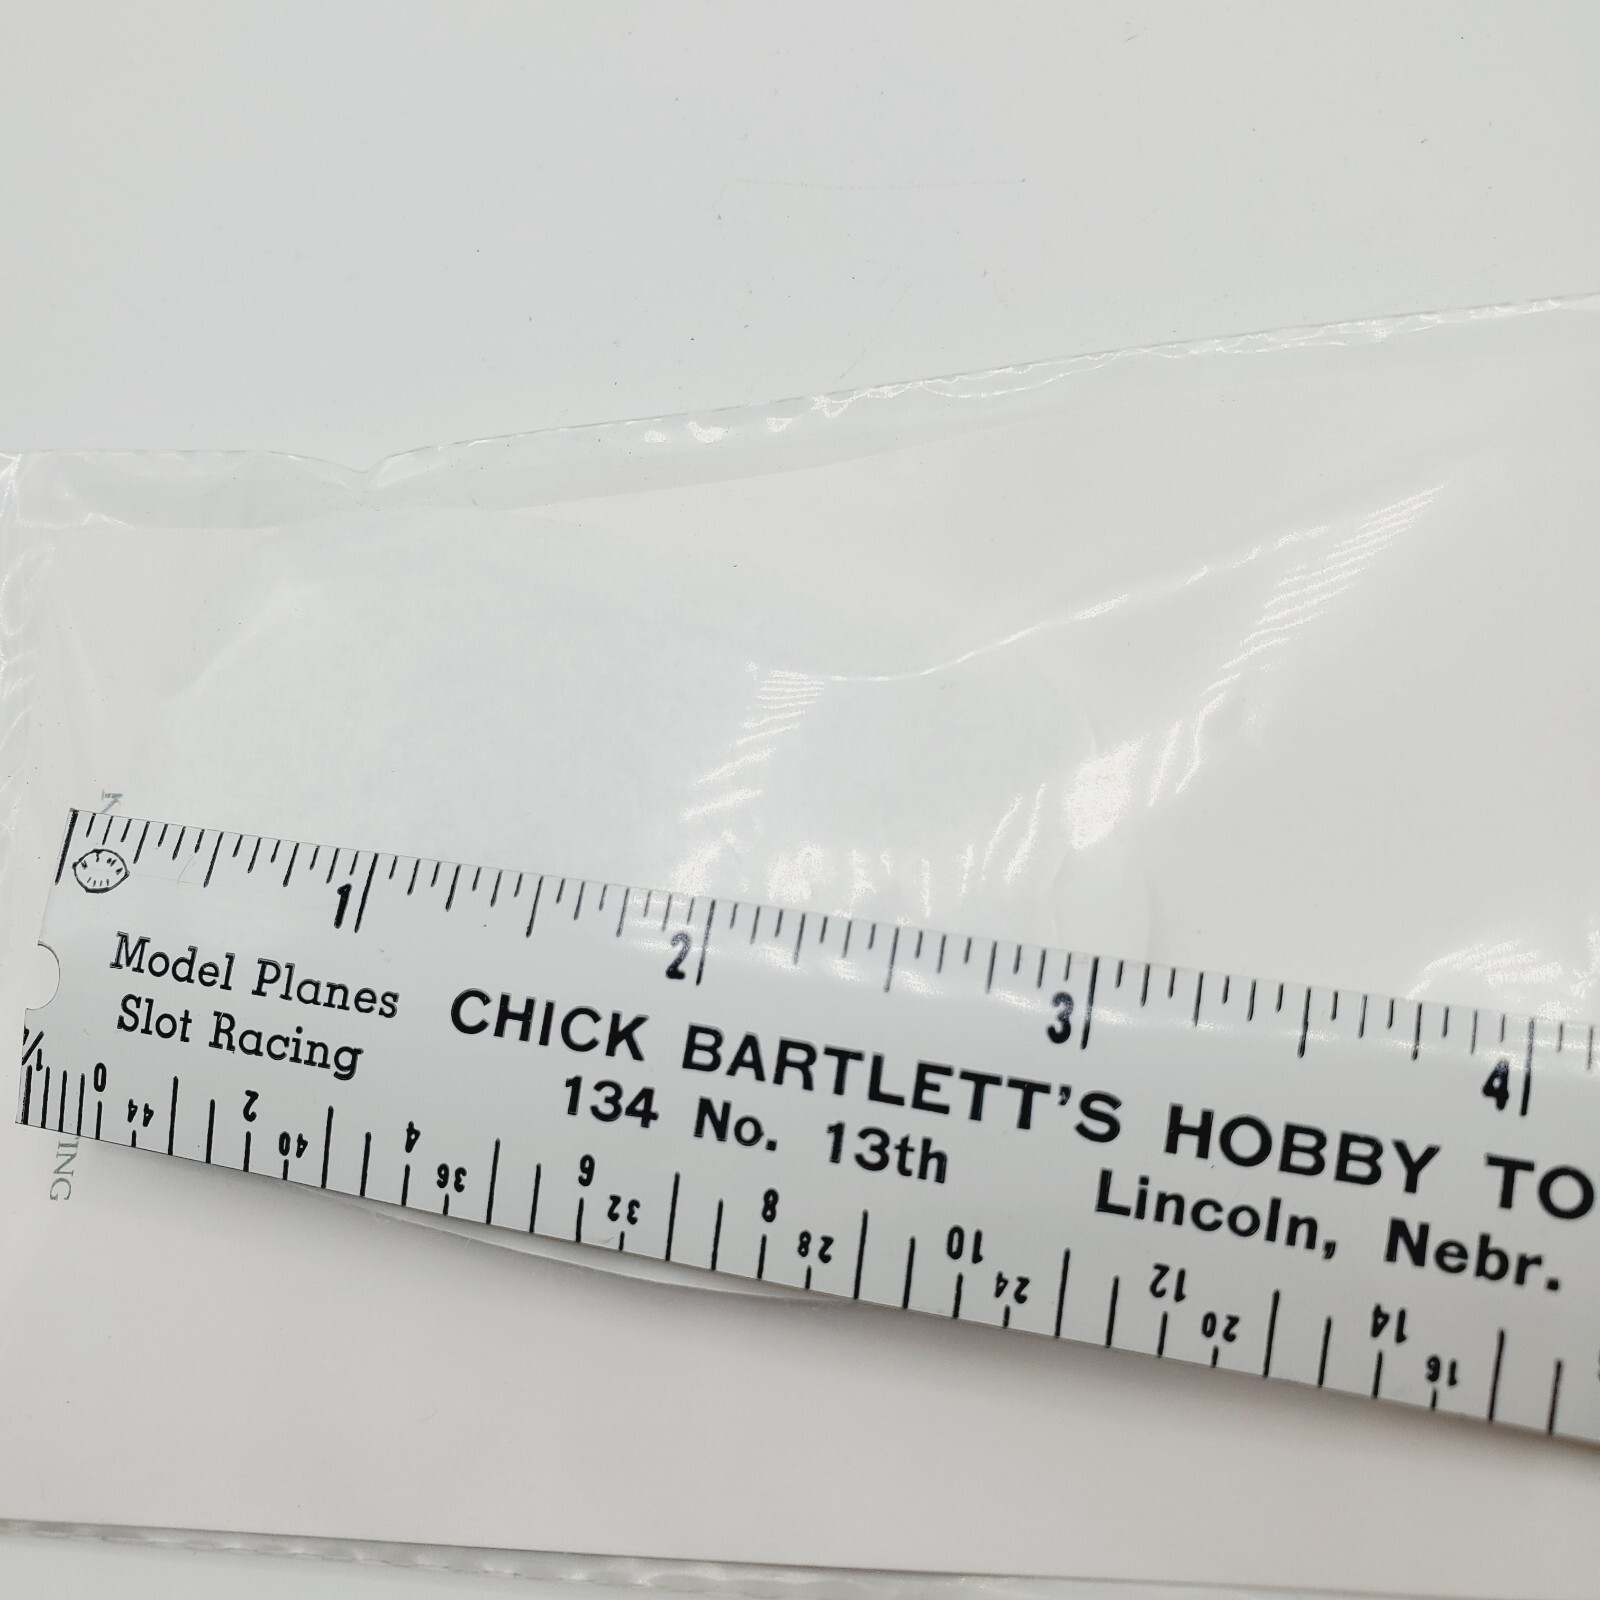 1 2 3 4
Model Planes
Slot Racing
CHICK BARTLETT'S HOBBY TO
134 No. 13th
Lincoln, Nebr.
0 2 4 6 8 10 12 14
44 40 36 32 28 24 20 16
ING